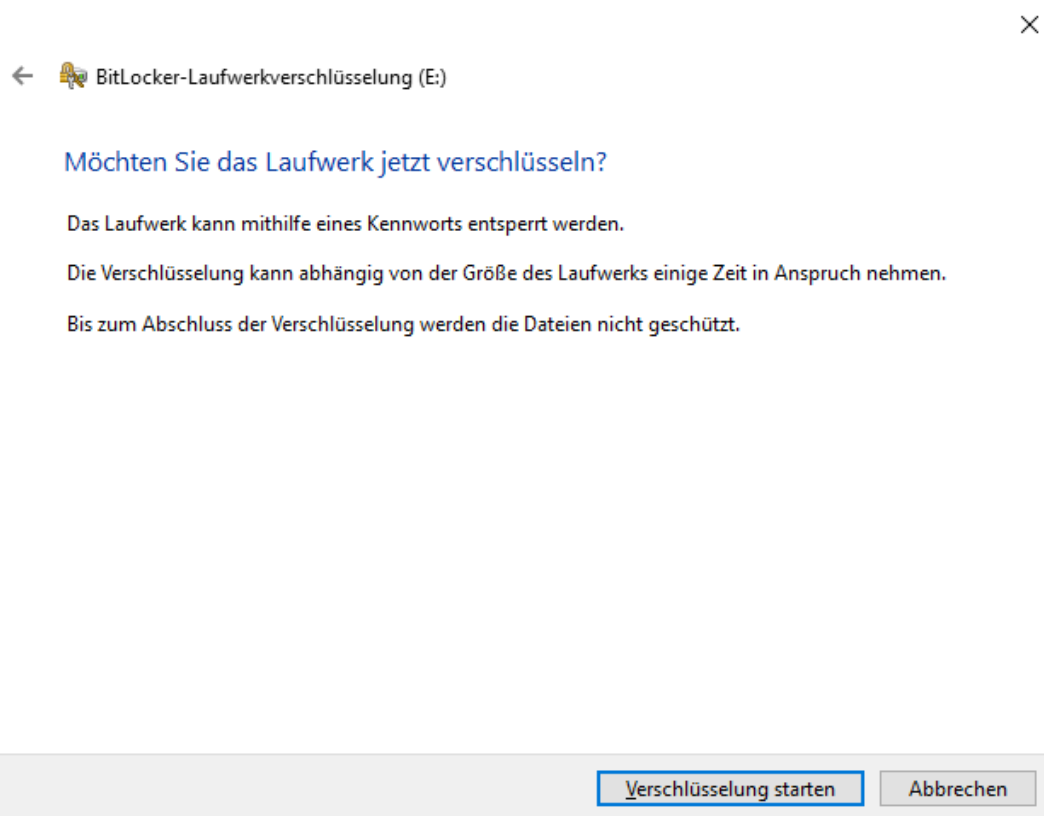 BitLocker-Laufwerkverschlüsselung (E:)
Möchten Sie das Laufwerk jetzt verschlüsseln?
Das Laufwerk kann mithilfe eines Kennworts entsperrt werden.
Die Verschlüsselung kann abhängig von der Größe des Laufwerks einige Zeit in Anspruch nehmen.
Bis zum Abschluss der Verschlüsselung werden die Dateien nicht geschützt.
Verschlüsselung starten
Abbrechen